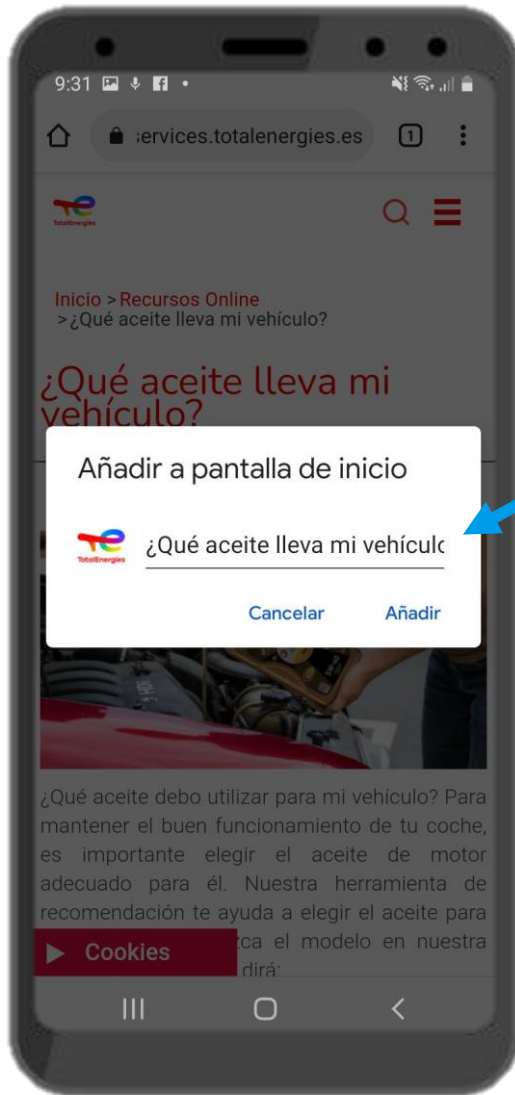 9:31
services.totalenergies.es
1
TotalEnergies
Inicio > Recursos Online
> ¿Qué aceite lleva mi vehículo?
¿Qué aceite lleva mi
vehículo?
Añadir a pantalla de inicio
TotalEnergies
¿Qué aceite lleva mi vehículo
Cancelar
Añadir
¿Qué aceite debo utilizar para mi vehículo? Para
mantener el buen funcionamiento de tu coche,
es importante elegir el aceite de motor
adecuado para él. Nuestra herramienta de
recomendación te ayuda a elegir el aceite para
el modelo en nuestra
Cookies
dirá: